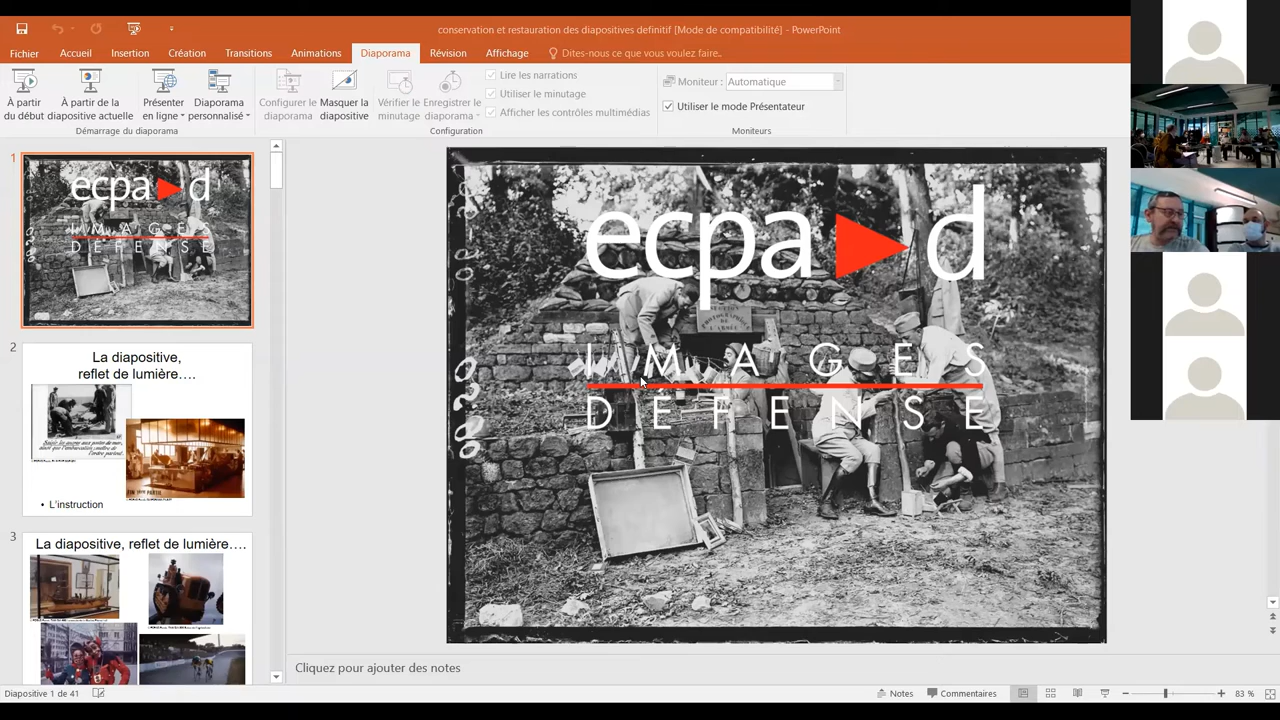 conservation et restauration des diapositives definitif [Mode de compatibilité] - PowerPoint
Fichier Accueil Insertion Création Transitions Animations Diaporama Révision Affichage Dites-nous ce que vous voulez faire.
À partir du début
À partir de la diapositive actuelle
Présenter en ligne
Diaporama personnalisé
Démarrage du diaporama
Configurer le diaporama
Masquer la diapositive
Vérifier le minutage
Enregistrer le diaporama
Lire les narrations
Utiliser le minutage
Afficher les contrôles multimédias
Configuration
Moniteur : Automatique
Utiliser le mode Présentateur
Moniteurs
1
ecpa d
IMAGES
DÉFENSE
2
La diapositive,
reflet de lumière….
• L'instruction
3
La diapositive, reflet de lumière….
ecpa d
IMAGES
DÉFENSE
Cliquez pour ajouter des notes
Diapositive 1 de 41
Notes Commentaires 83 %